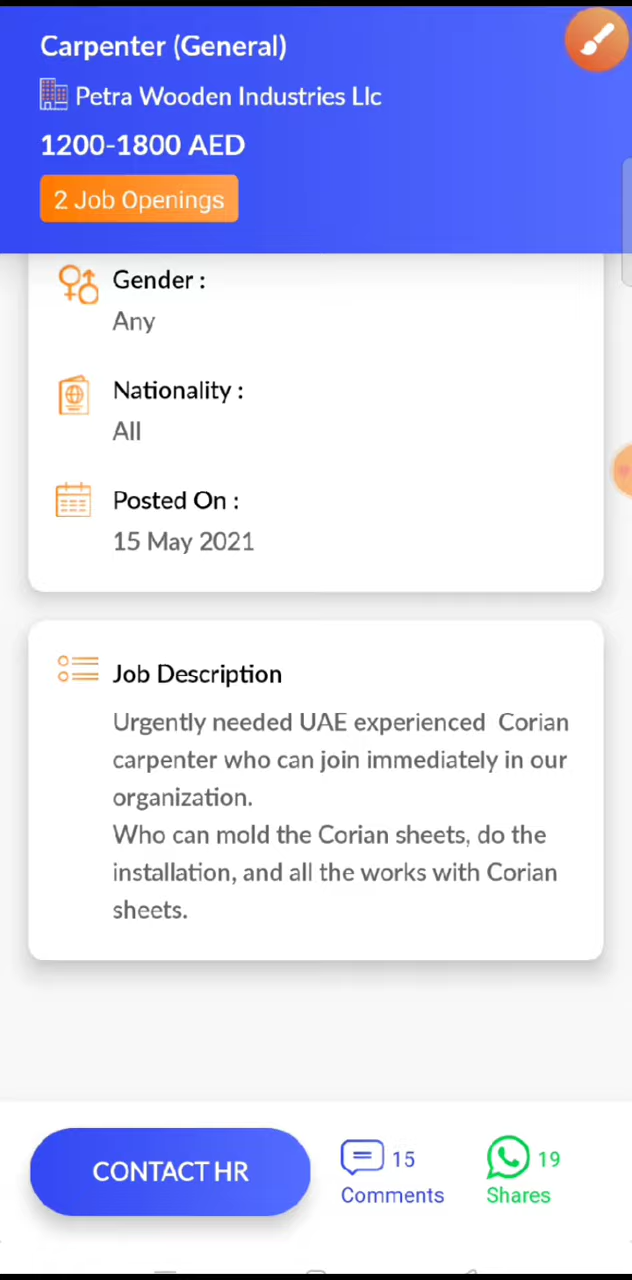 Carpenter (General)
Petra Wooden Industries Llc
1200-1800 AED
2 Job Openings
Gender :
Any
Nationality :
All
Posted On :
15 May 2021
Job Description
Urgently needed UAE experienced  Corian
carpenter who can join immediately in our
organization.
Who can mold the Corian sheets, do the
installation, and all the works with Corian
sheets.
CONTACT HR
15
Comments
19
Shares